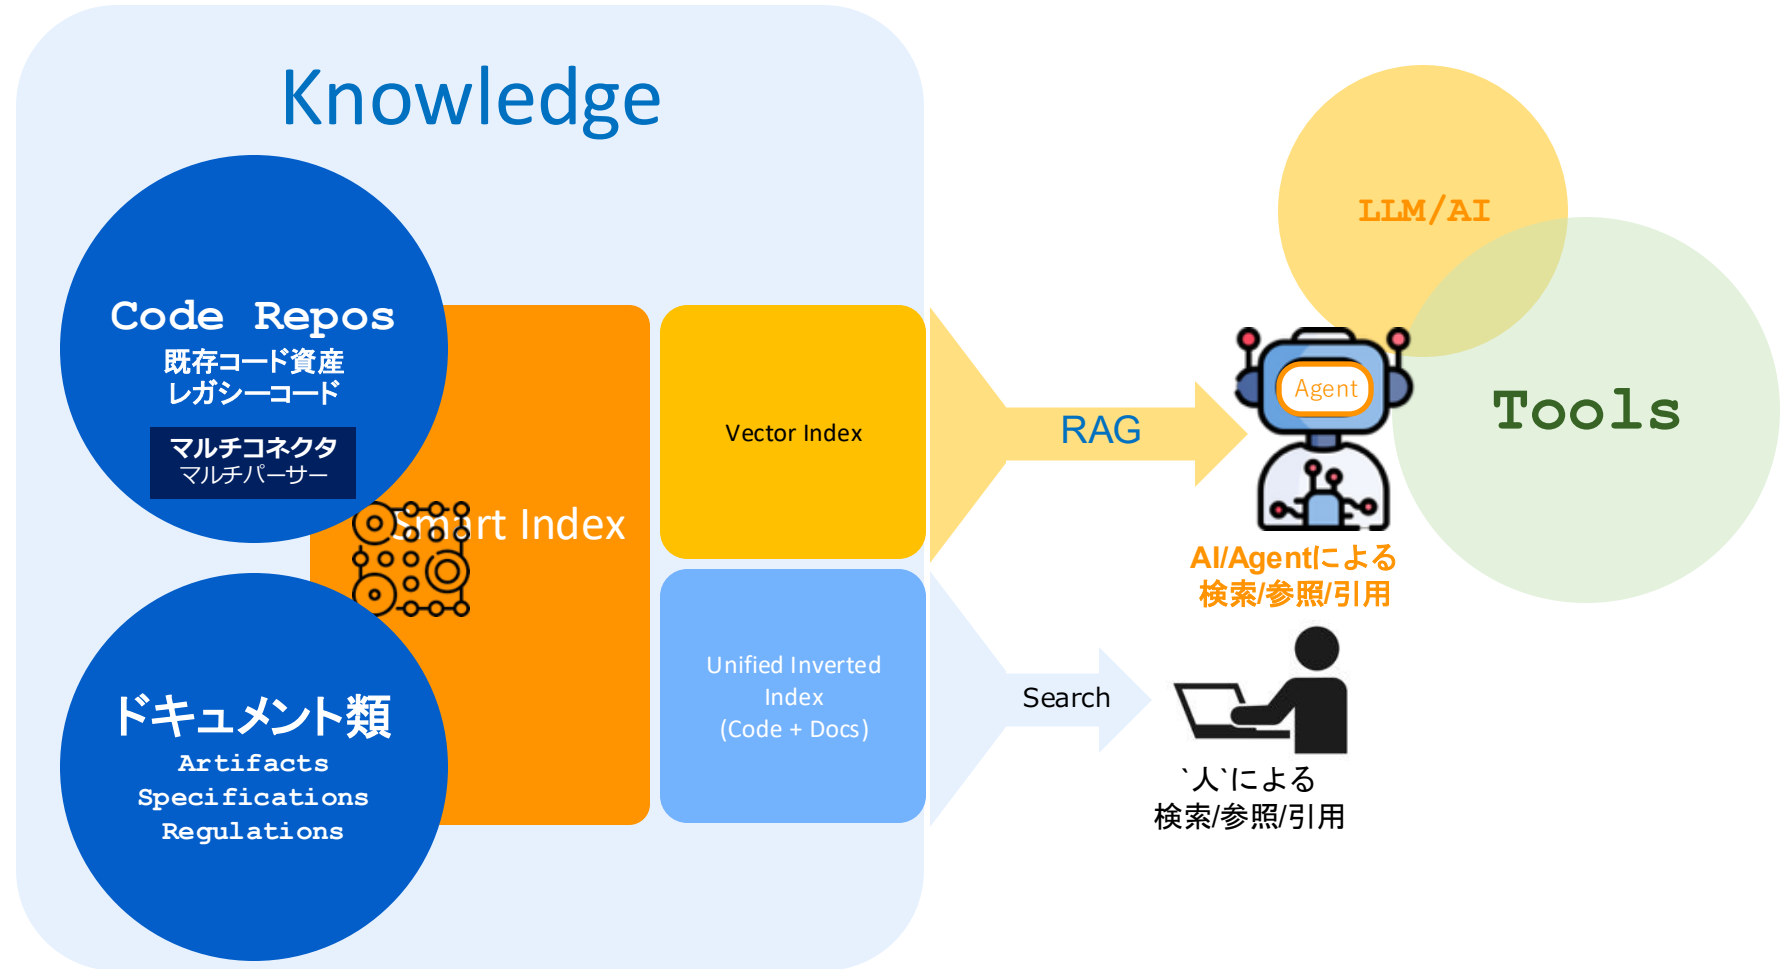 Knowledge
Code Repos
既存コード資産
レガシーコード
マルチコネクタ
マルチパーサー
Smart Index
ドキュメント類
Artifacts
Specifications
Regulations
Vector Index
Unified Inverted
Index
(Code + Docs)
RAG
Search
LLM/AI
Tools
Agent
AI/Agentによる
検索/参照/引用
`人`による
検索/参照/引用